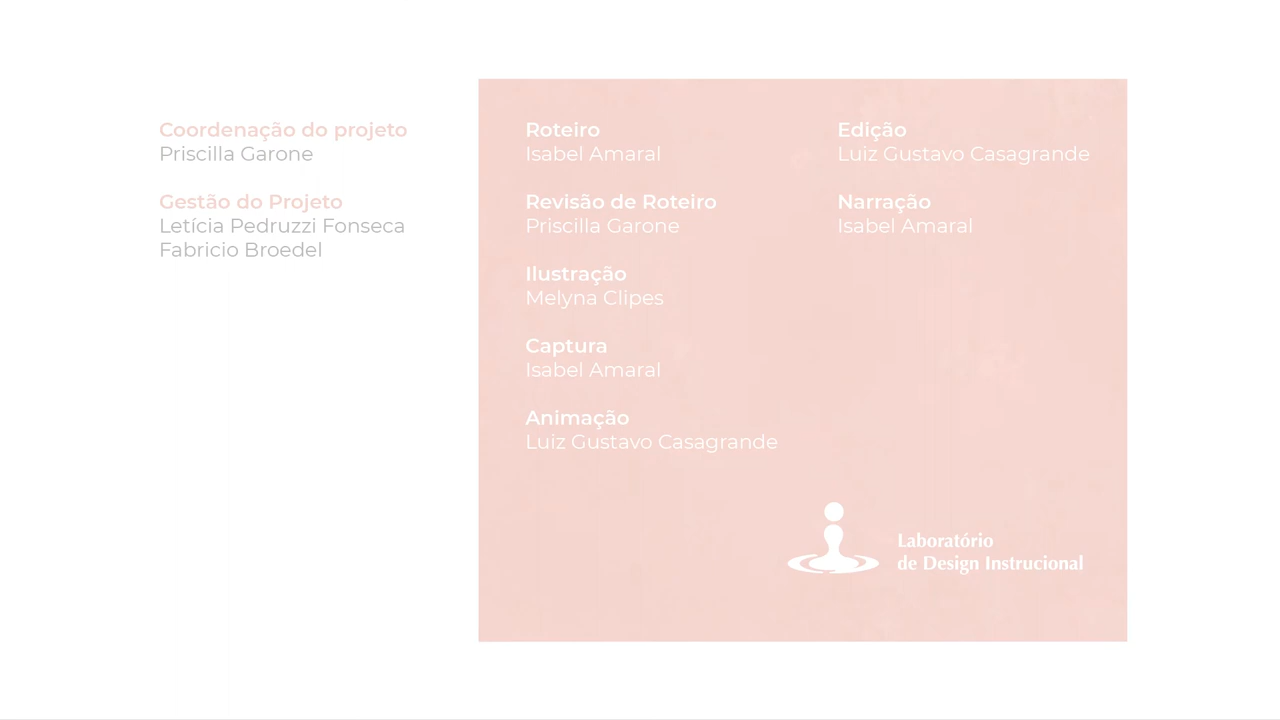 Coordenação do projeto
Priscilla Garone
Gestão do Projeto
Letícia Pedruzzi Fonseca
Fabricio Broedel
Roteiro
Isabel Amaral
Revisão de Roteiro
Priscilla Garone
Ilustração
Melyna Clipes
Captura
Isabel Amaral
Animação
Luiz Gustavo Casagrande
Edição
Luiz Gustavo Casagrande
Narração
Isabel Amaral
Laboratório
de Design Instrucional